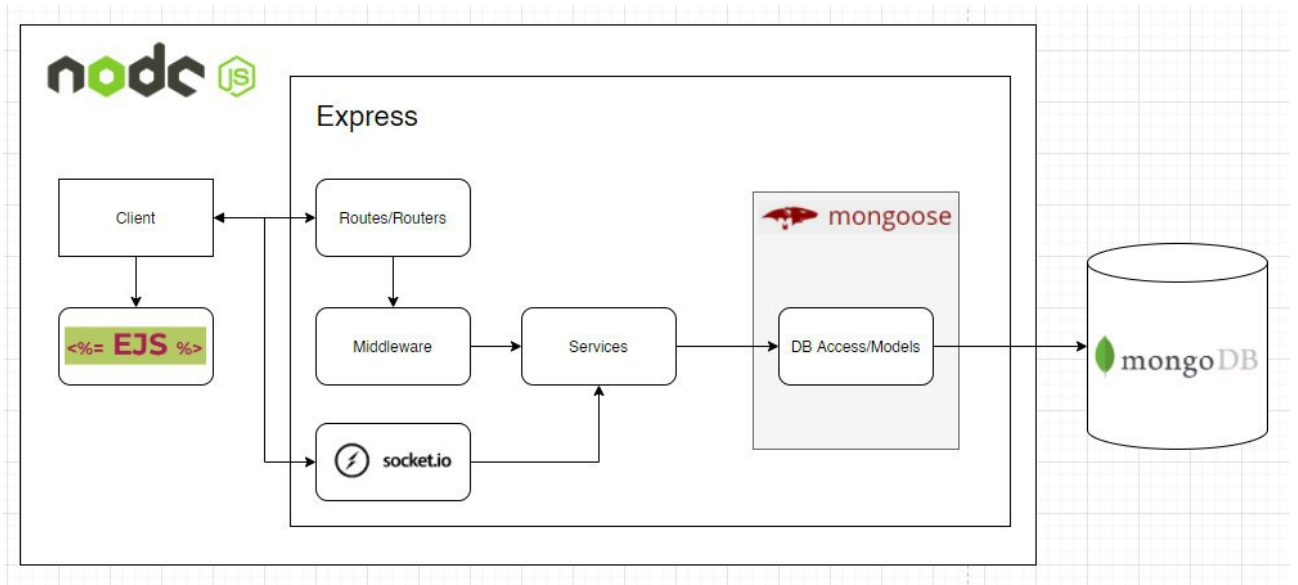 node JS
Express
Client
Routes/Routers
mongoose
<%= EJS %>
Middleware
Services
DB Access/Models
mongoDB
socket.io